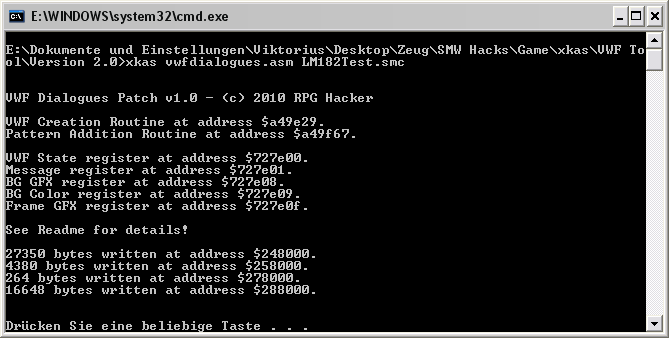 E:\WINDOWS\system32\cmd.exe
E:\Dokumente und Einstellungen\Viktorius\Desktop\Zeug\SMW Hacks\Game\xkas\VWF To
ol\Version 2.0>xkas vwfdialogues.asm LM182Test.smc
VWF Dialogues Patch v1.0 - (c) 2010 RPG Hacker
VWF Creation Routine at address $a49e29.
Pattern Addition Routine at address $a49f67.
VWF State register at address $727e00.
Message register at address $727e01.
BG GFX register at address $727e08.
BG Color register at address $727e09.
Frame GFX register at address $727e0f.
See Readme for details!
27350 bytes written at address $248000.
4380 bytes written at address $258000.
264 bytes written at address $278000.
16648 bytes written at address $288000.
Drücken Sie eine beliebige Taste . . .